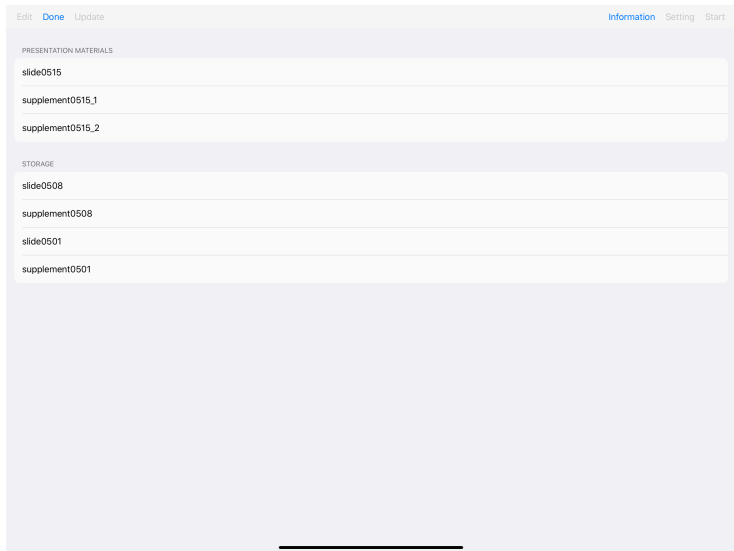 Edit Done Update Information Setting Start
PRESENTATION MATERIALS
slide0515
supplement0515_1
supplement0515_2
STORAGE
slide0508
supplement0508
slide0501
supplement0501